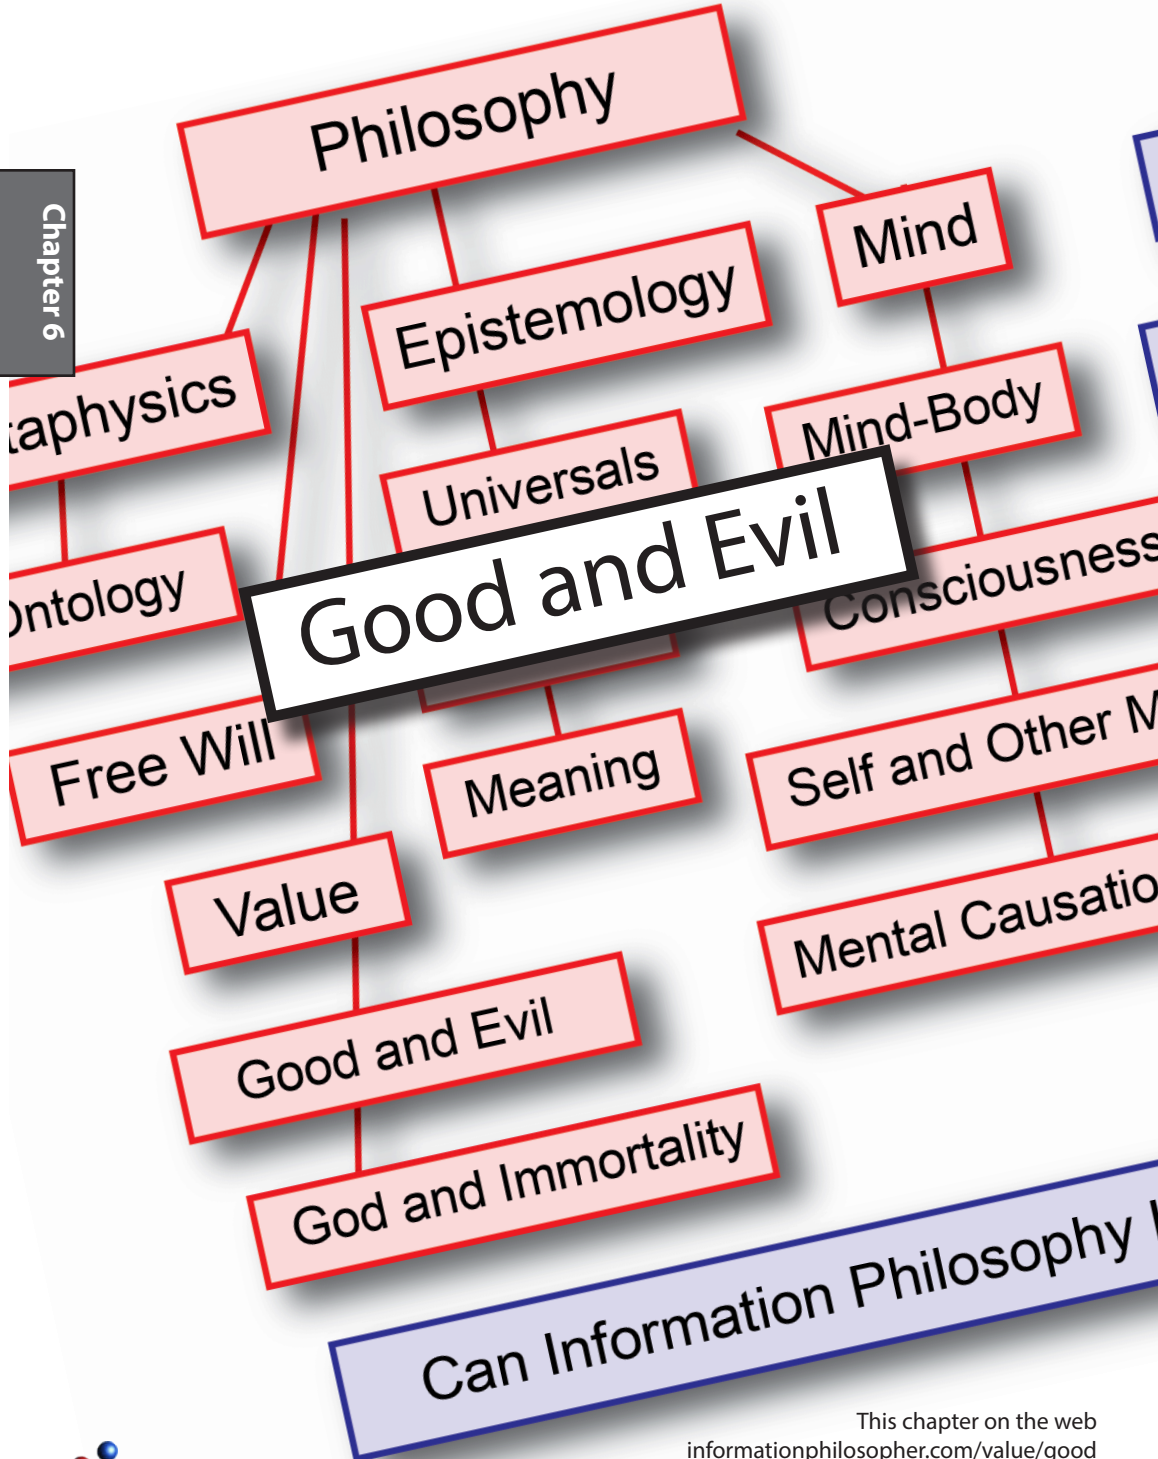 Chapter 6
Philosophy
Mind
Epistemology
taphysics
Mind-Body
Universals
Good and Evil
Ontology
Consciousness
Free Will
Meaning
Self and Other M
Value
Mental Causatio
Good and Evil
God and Immortality
Can Information Philosophy
This chapter on the web
informationphilosopher.com/value/good